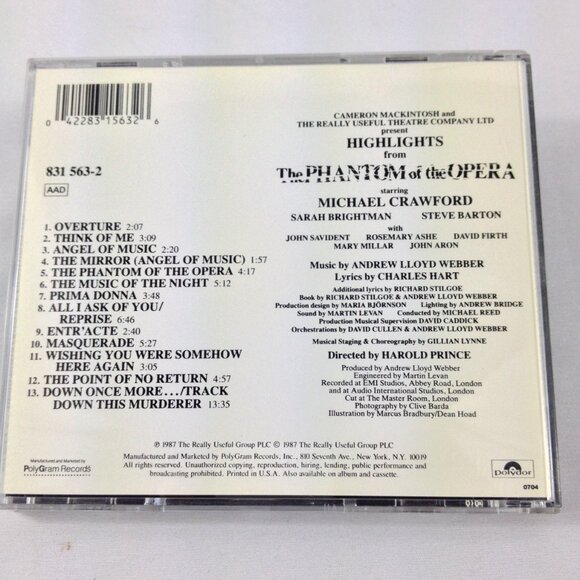 0 42283 15632 6
831 563-2
AAD
1. OVERTURE 2:07
2. THINK OF ME 3:09
3. ANGEL OF MUSIC 2:20
4. THE MIRROR (ANGEL OF MUSIC) 1:57
5. THE PHANTOM OF THE OPERA 4:17
6. THE MUSIC OF THE NIGHT 5:12
7. PRIMA DONNA 3:48
8. ALL I ASK OF YOU/
REPRISE 6:46
9. ENTR'ACTE 2:40
10. MASQUERADE 5:27
11. WISHING YOU WERE SOMEHOW
HERE AGAIN 3:05
12. THE POINT OF NO RETURN 4:57
13. DOWN ONCE MORE.../TRACK
DOWN THIS MURDERER 13:35
CAMERON MACKINTOSH and
THE REALLY USEFUL THEATRE COMPANY LTD
present
HIGHLIGHTS
from
The PHANTOM of the OPERA
starring
MICHAEL CRAWFORD
SARAH BRIGHTMAN STEVE BARTON
with
JOHN SAVIDENT ROSEMARY ASHE DAVID FIRTH
MARY MILLAR JOHN ARON
Music by ANDREW LLOYD WEBBER
Lyrics by CHARLES HART
Additional lyrics by RICHARD STILGOE
Book by RICHARD STILGOE & ANDREW LLOYD WEBBER
Production design by MARIA BJÖRNSON Lighting by ANDREW BRIDGE
Sound by MARTIN LEVAN Conducted by MICHAEL REED
Production Musical Supervision DAVID CADDICK
Orchestrations by DAVID CULLEN & ANDREW LLOYD WEBBER
Musical Staging & Choreography by GILLIAN LYNNE
Directed by HAROLD PRINCE
Produced by Andrew Lloyd Webber
Engineered by Martin Levan
Recorded at EMI Studios, Abbey Road, London
and at Audio International Studios, London
Cut at The Master Room, London
Photography by Clive Barda
Illustration by Marcus Bradbury/Dean Hoad
℗ 1987 The Really Useful Group PLC © 1987 The Really Useful Group PLC
Manufactured and Marketed by PolyGram Records, Inc., 810 Seventh Ave., New York, N.Y. 10019
All rights reserved. Unauthorized copying, reproduction, hiring, lending, public performance and
broadcasting prohibited. Printed in U.S.A. Also available on album and cassette.
Manufactured and Marketed by
PolyGram Records
polydor
0704